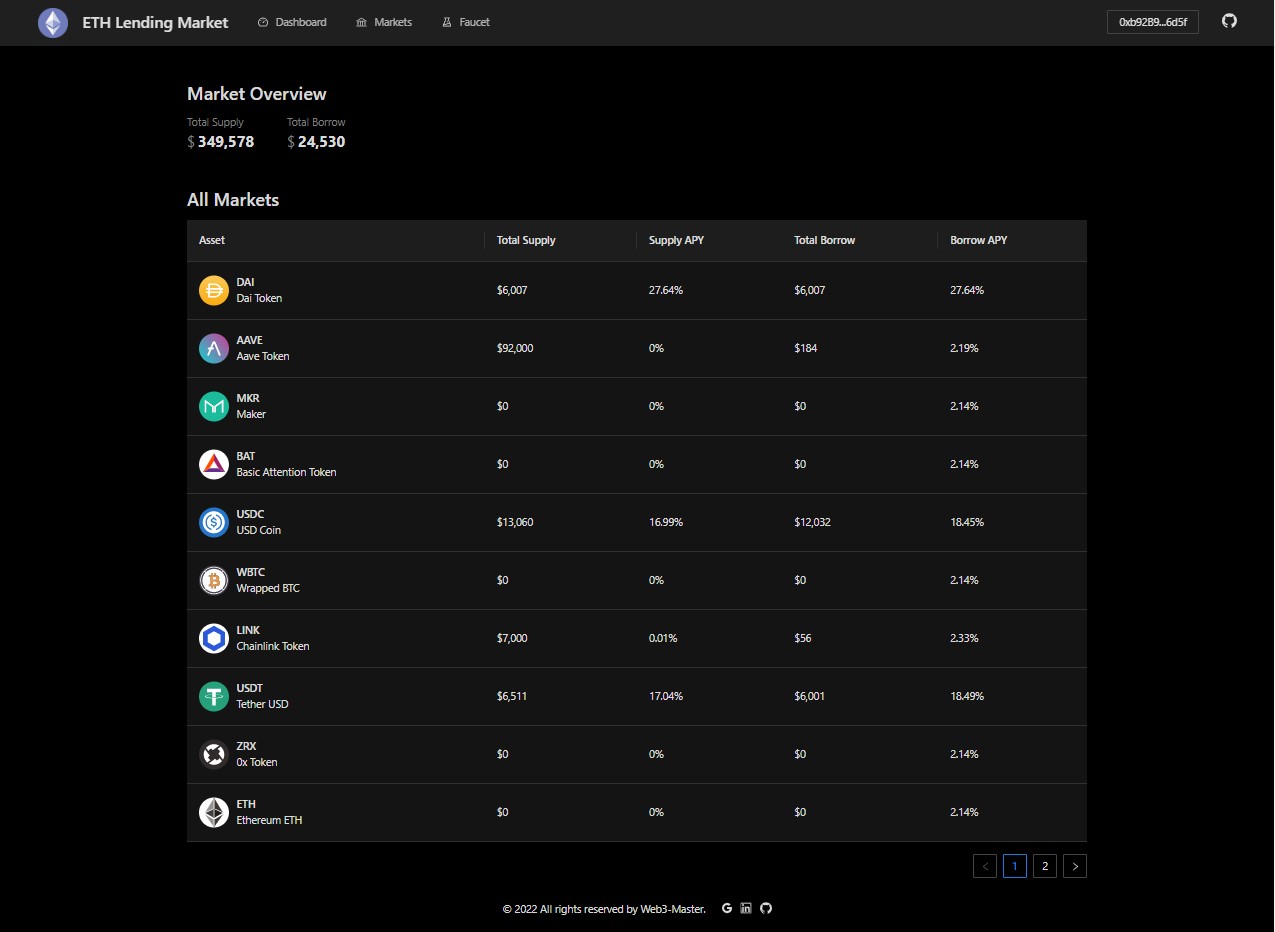 ETH Lending Market Dashboard Markets Faucet 0xb92B9...6d5f
Market Overview
Total Supply Total Borrow
$ 349,578 $ 24,530
All Markets
Asset Total Supply Supply APY Total Borrow Borrow APY
DAI
Dai Token
$6,007 27.64% $6,007 27.64%
AAVE
Aave Token
$92,000 0% $184 2.19%
MKR
Maker
$0 0% $0 2.14%
BAT
Basic Attention Token
$0 0% $0 2.14%
USDC
USD Coin
$13,060 16.99% $12,032 18.45%
WBTC
Wrapped BTC
$0 0% $0 2.14%
LINK
Chainlink Token
$7,000 0.01% $56 2.33%
USDT
Tether USD
$6,511 17.04% $6,001 18.49%
ZRX
0x Token
$0 0% $0 2.14%
ETH
Ethereum ETH
$0 0% $0 2.14%
< 1 2 >
© 2022 All rights reserved by Web3-Master.